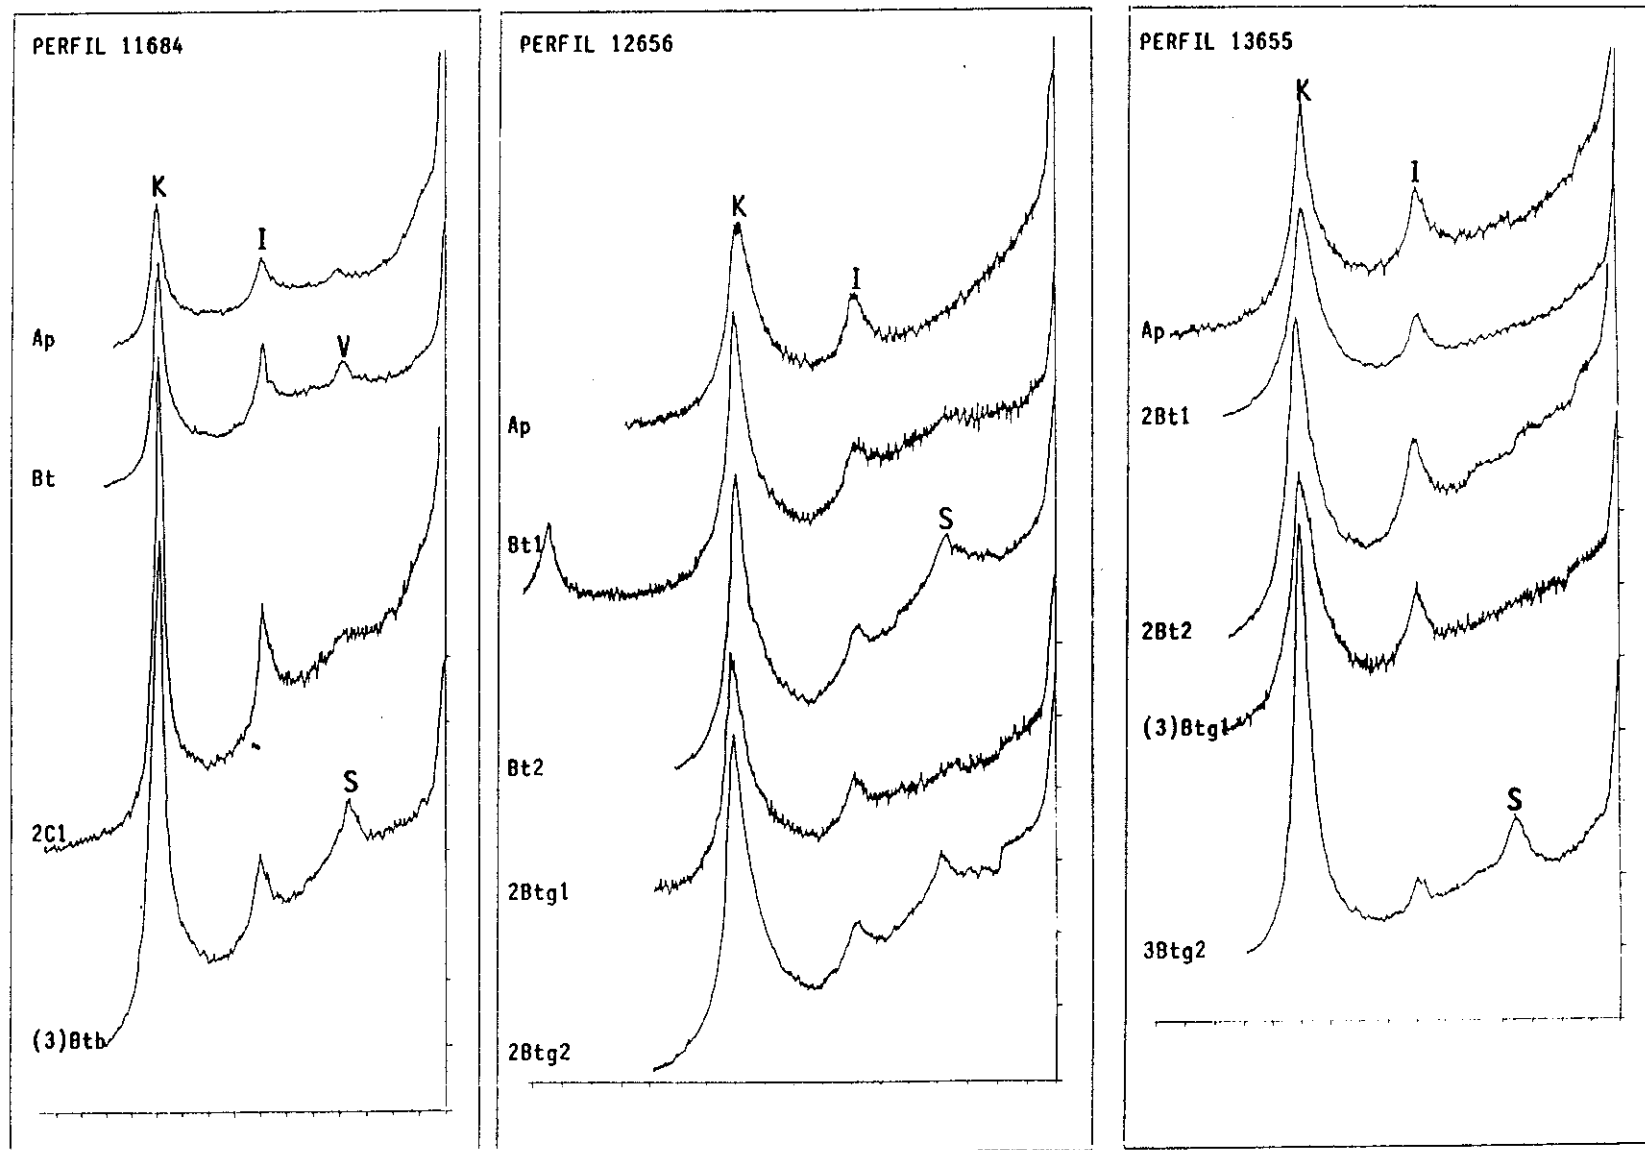 PERFIL 11684
K
I
Ap
V
Bt
S
2C1
(3)Btb
PERFIL 12656
K
I
Ap
S
Bt1
Bt2
2Btg1
2Btg2
PERFIL 13655
K
I
Ap
2Bt1
2Bt2
(3)Btg1
S
3Btg2